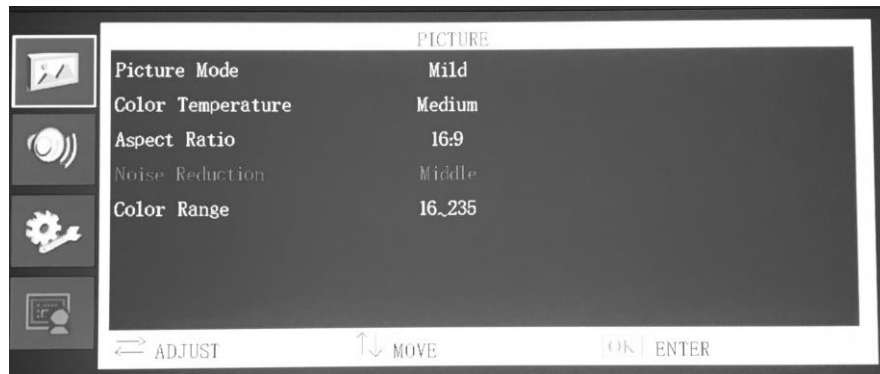 PICTURE
Picture Mode Mild
Color Temperature Medium
Aspect Ratio 16:9
Noise Reduction Middle
Color Range 16~235
ADJUST MOVE OK ENTER